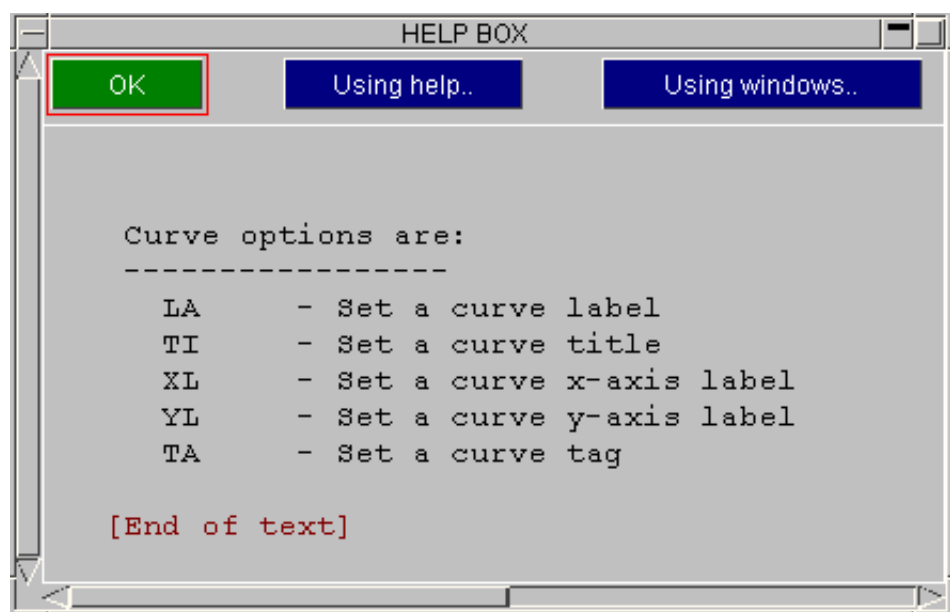 HELP BOX
OK Using help.. Using windows..
Curve options are:
-----------------
LA - Set a curve label
TI - Set a curve title
XL - Set a curve x-axis label
YL - Set a curve y-axis label
TA - Set a curve tag
[End of text]